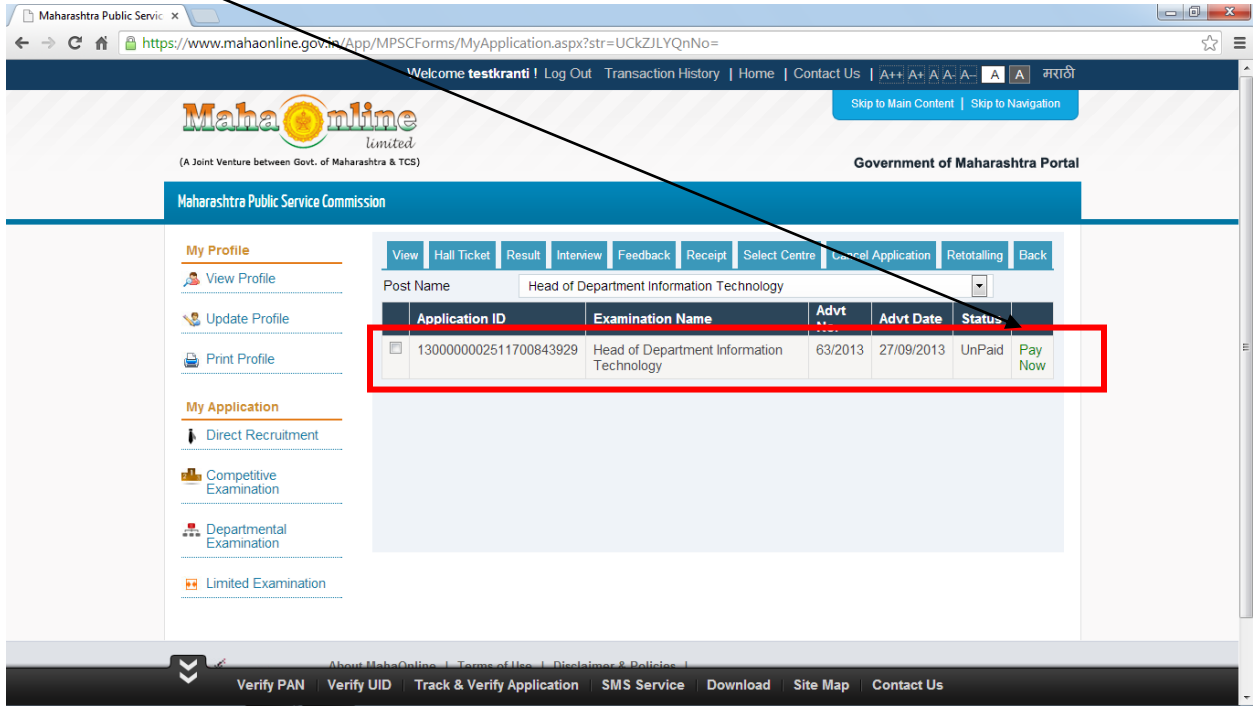 Maharashtra Public Servic
https://www.mahaonline.gov.in/App/MPSCForms/MyApplication.aspx?str=UCkZJLYQnNo=
Welcome testkranti ! Log Out Transaction History | Home | Contact Us | A++ A+ A A- A-- A A मराठी
Skip to Main Content | Skip to Navigation
MahaOnline
limited
(A Joint Venture between Govt. of Maharashtra & TCS)
Government of Maharashtra Portal
Maharashtra Public Service Commission
My Profile
View Profile
Update Profile
Print Profile
My Application
Direct Recruitment
Competitive
Examination
Departmental
Examination
Limited Examination
View Hall Ticket Result Interview Feedback Receipt Select Centre Cancel Application Retotalling Back
Post Name Head of Department Information Technology
Application ID Examination Name Advt No. Advt Date Status
130000002511700843929 Head of Department Information Technology 63/2013 27/09/2013 UnPaid Pay Now
About MahaOnline | Terms of Use | Disclaimer & Policies |
Verify PAN Verify UID Track & Verify Application SMS Service Download Site Map Contact Us